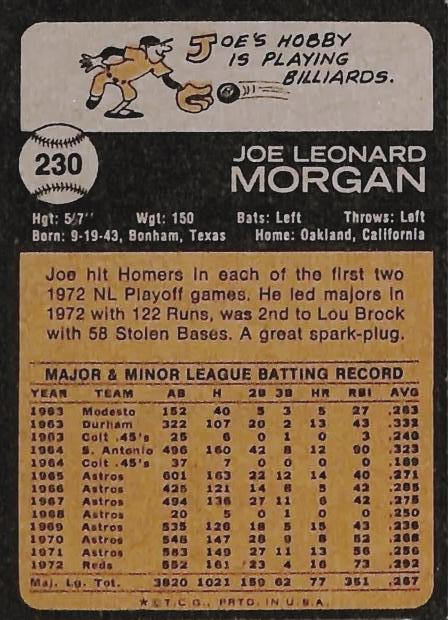 JOE'S HOBBY
IS PLAYING
BILLIARDS.
230
JOE LEONARD
MORGAN
Hgt: 5'7" Wgt: 150 Bats: Left Throws: Left
Born: 9-19-43, Bonham, Texas Home: Oakland, California
Joe hit Homers in each of the first two
1972 NL Playoff games. He led majors in
1972 with 122 Runs, was 2nd to Lou Brock
with 58 Stolen Bases. A great spark-plug.
MAJOR & MINOR LEAGUE BATTING RECORD
YEAR TEAM AB H 2B 3B HR RBI AVG
1963 Modesto 152 40 5 3 5 27 .263
1963 Durham 322 107 20 2 13 43 .332
1963 Colt .45's 25 6 0 1 0 3 .240
1964 S. Antonio 496 160 42 8 12 90 .323
1964 Colt .45's 37 7 0 0 0 0 .189
1965 Astros 601 163 22 12 14 40 .271
1966 Astros 425 121 14 8 5 42 .285
1967 Astros 494 136 27 11 6 42 .275
1968 Astros 20 5 0 1 0 0 .250
1969 Astros 535 126 18 5 15 43 .236
1970 Astros 548 147 28 9 8 52 .268
1971 Astros 583 149 27 11 13 56 .256
1972 Reds 552 161 23 4 16 73 .292
Maj. Lg. Tot. 3820 1021 159 62 77 351 .267
★ © T.C.G., PRTD. IN U.S.A.